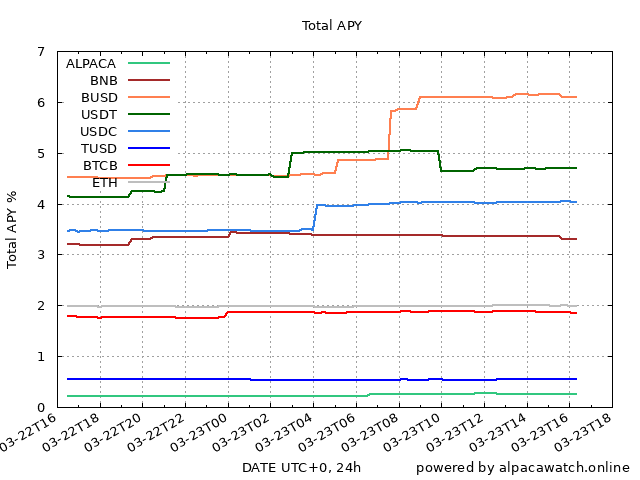 Total APY
7
6
5
4
3
2
1
0
Total APY %
ALPACA
BNB
BUSD
USDT
USDC
TUSD
BTCB
ETH
03-22T16
03-22T18
03-22T20
03-22T22
03-23T00
03-23T02
03-23T04
03-23T06
03-23T08
03-23T10
03-23T12
03-23T14
03-23T16
03-23T18
DATE UTC+0, 24h
powered by alpacawatch.online